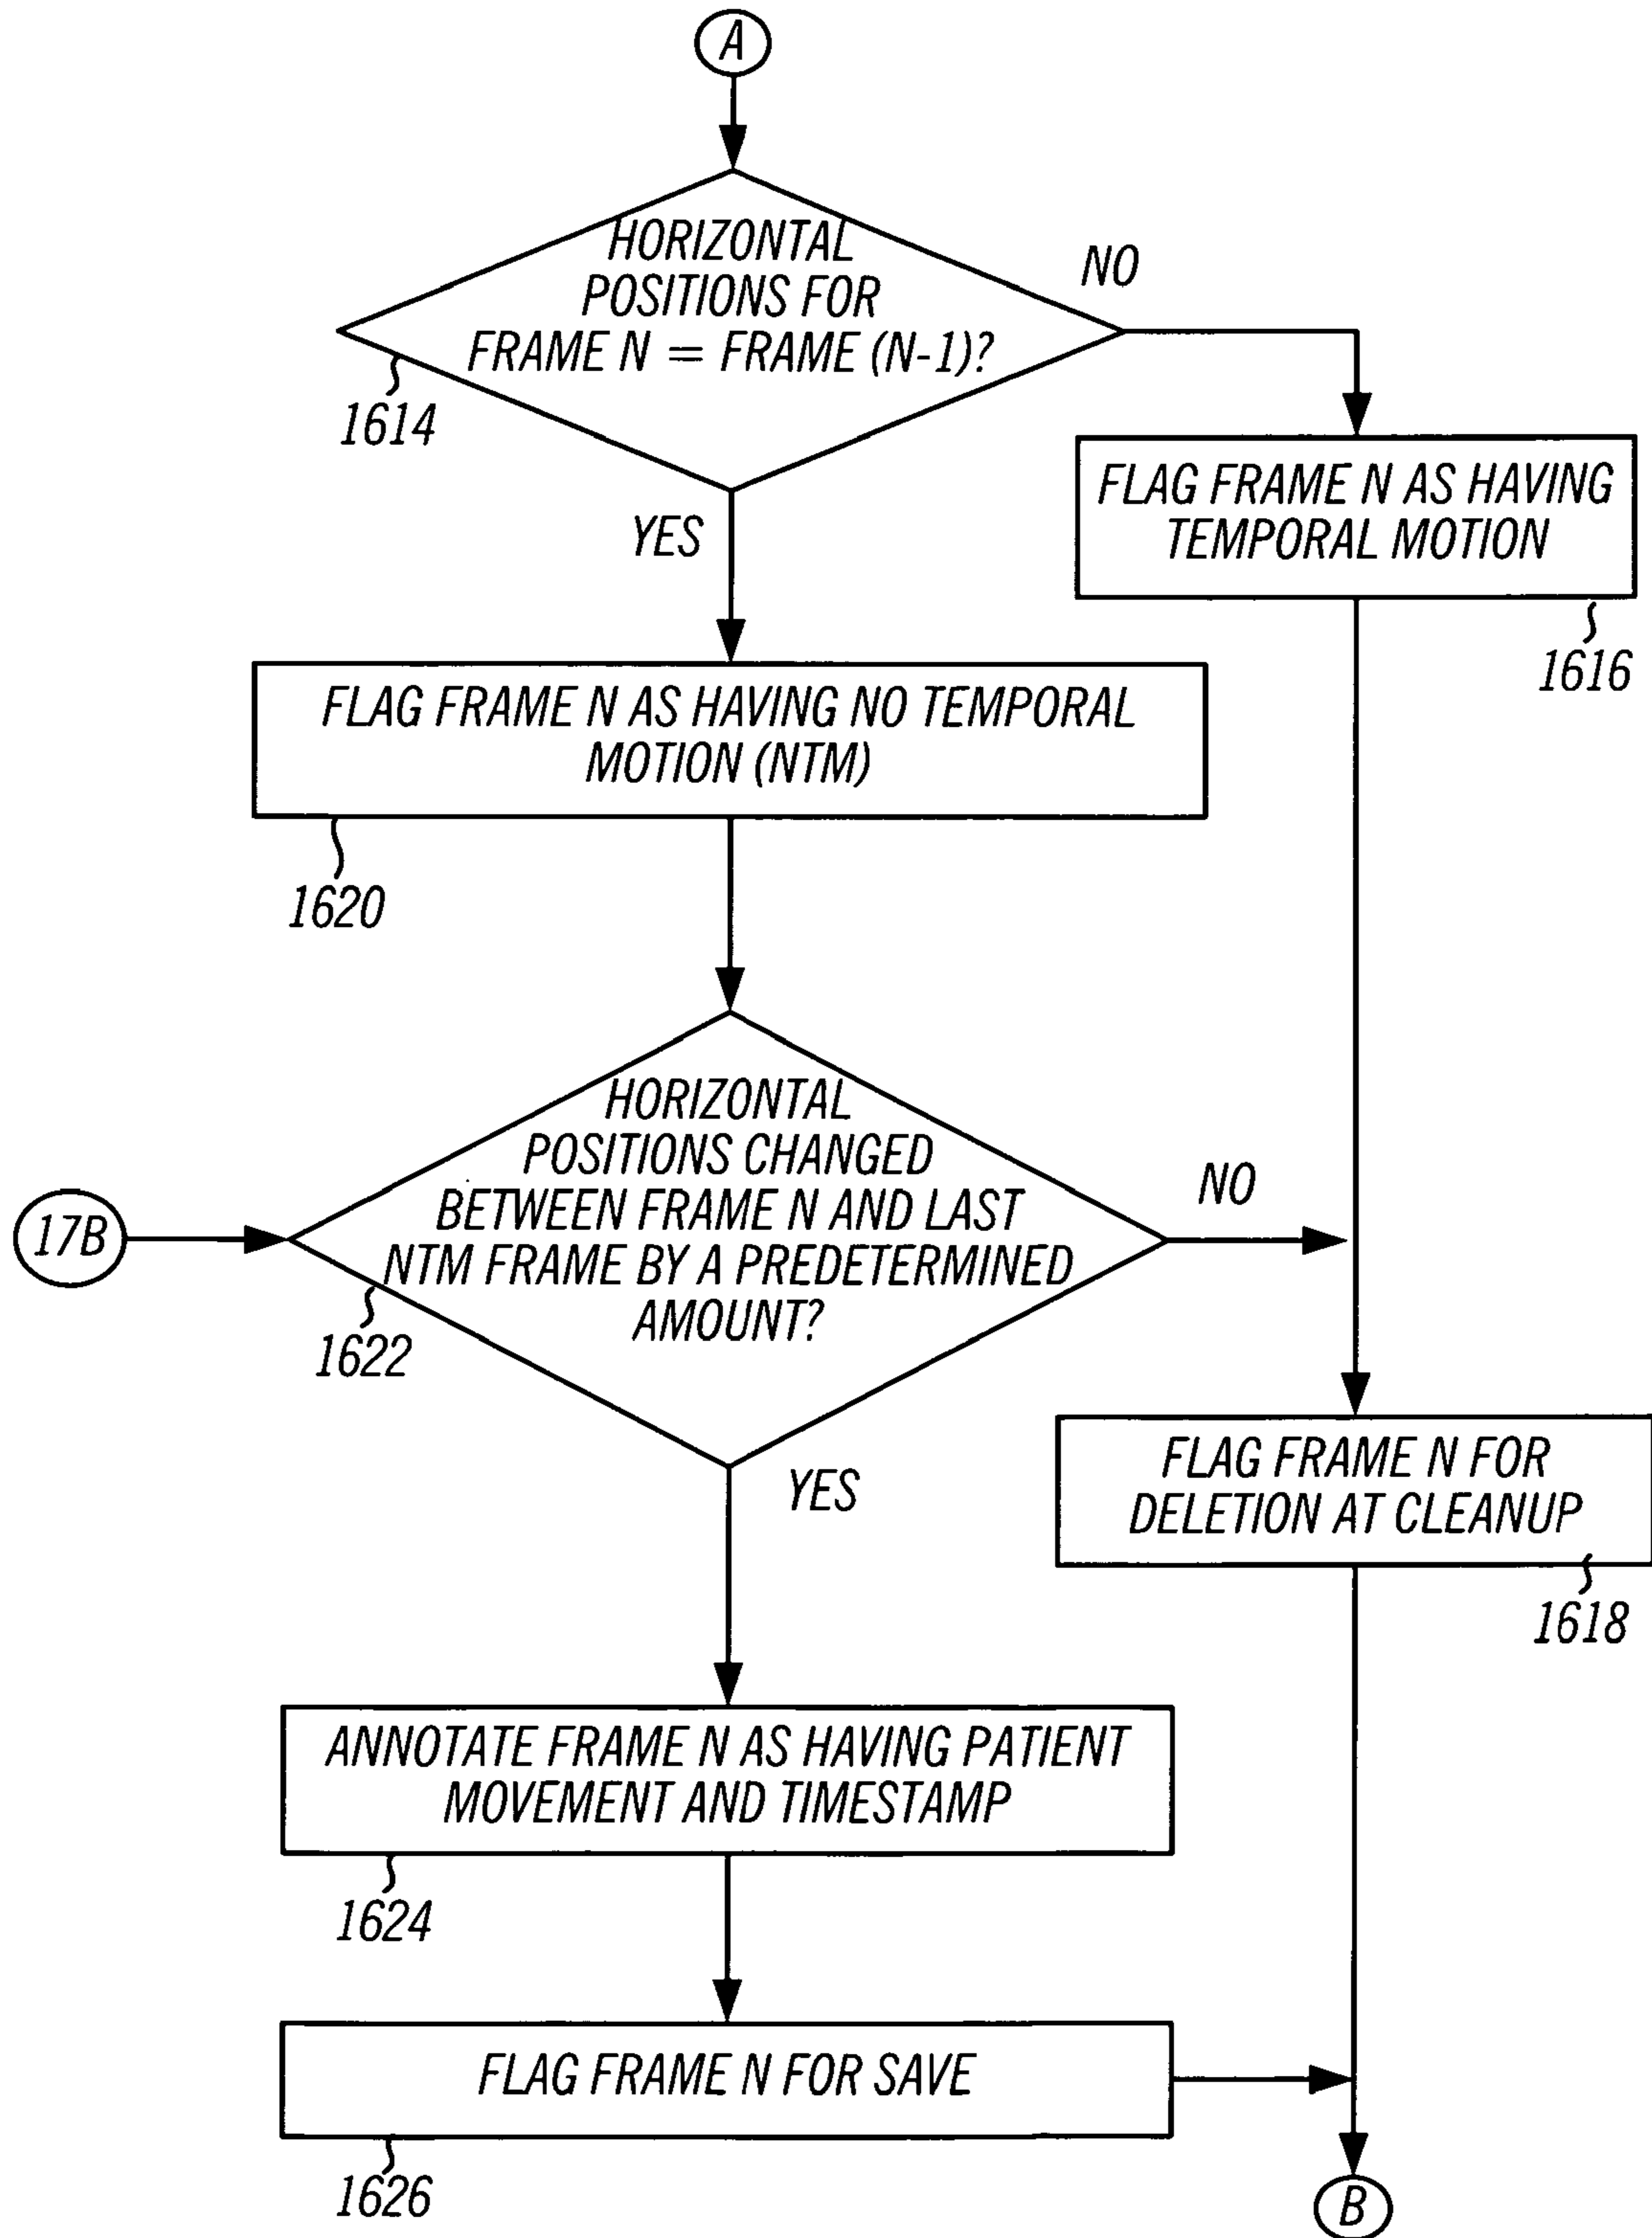 A
HORIZONTAL
POSITIONS FOR
FRAME N = FRAME (N-1)?
NO
1614
YES
FLAG FRAME N AS HAVING
TEMPORAL MOTION
1616
FLAG FRAME N AS HAVING NO TEMPORAL
MOTION (NTM)
1620
HORIZONTAL
POSITIONS CHANGED
BETWEEN FRAME N AND LAST
NTM FRAME BY A PREDETERMINED
AMOUNT?
NO
17B
1622
YES
FLAG FRAME N FOR
DELETION AT CLEANUP
1618
ANNOTATE FRAME N AS HAVING PATIENT
MOVEMENT AND TIMESTAMP
1624
FLAG FRAME N FOR SAVE
1626
B